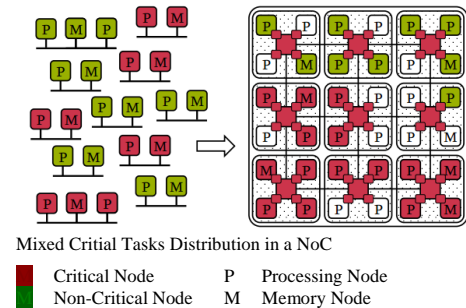 P M
P M P
P M
P M
P M
P M
P M
P M
P M
P M
P M M
P P P P P P
P M P P P M
P M P P P P
P P P P P M
M P P P P P
P P P P P M
Mixed Critial Tasks Distribution in a NoC
Critical Node P Processing Node
Non-Critical Node M Memory Node